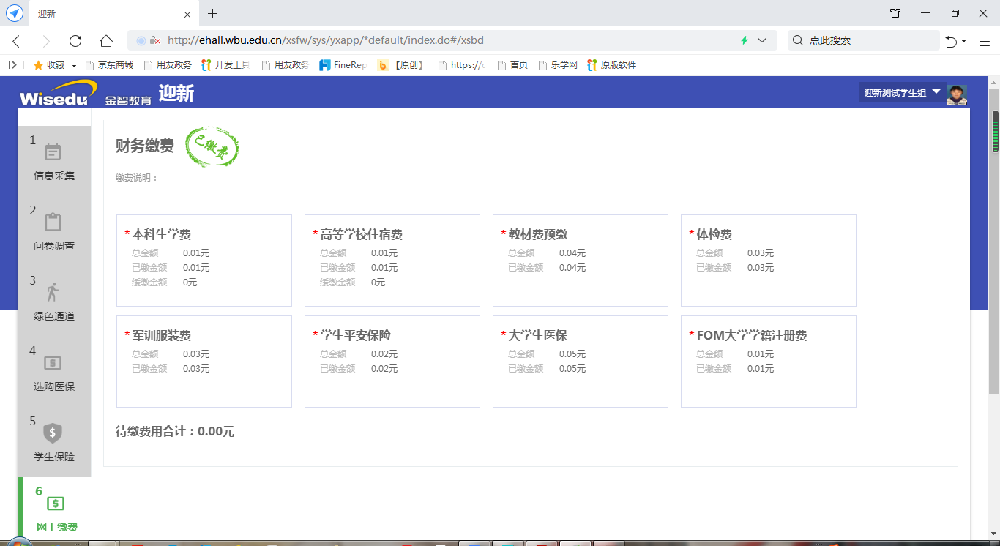 迎新
http://ehall.wbu.edu.cn/xsfw/sys/yxapp/*default/index.do#/xsbd
点此搜索
收藏 京东商城 用友政务 开发工具 用友政务 FineRep 【原创】 https://c 首页 乐学网 原版软件
Wisedu 金智教育 迎新
迎新测试学生组
1
信息采集
2
问卷调查
3
绿色通道
4
选购医保
5
学生保险
6
网上缴费
财务缴费 已缴费
缴费说明：
* 本科生学费
总金额 0.01元
已缴金额 0.01元
缓缴金额 0元
* 高等学校住宿费
总金额 0.01元
已缴金额 0.01元
缓缴金额 0元
* 教材费预缴
总金额 0.04元
已缴金额 0.04元
* 体检费
总金额 0.03元
已缴金额 0.03元
* 军训服装费
总金额 0.03元
已缴金额 0.03元
* 学生平安保险
总金额 0.02元
已缴金额 0.02元
* 大学生医保
总金额 0.05元
已缴金额 0.05元
* FOM大学学籍注册费
总金额 0.01元
已缴金额 0.01元
待缴费用合计：0.00元